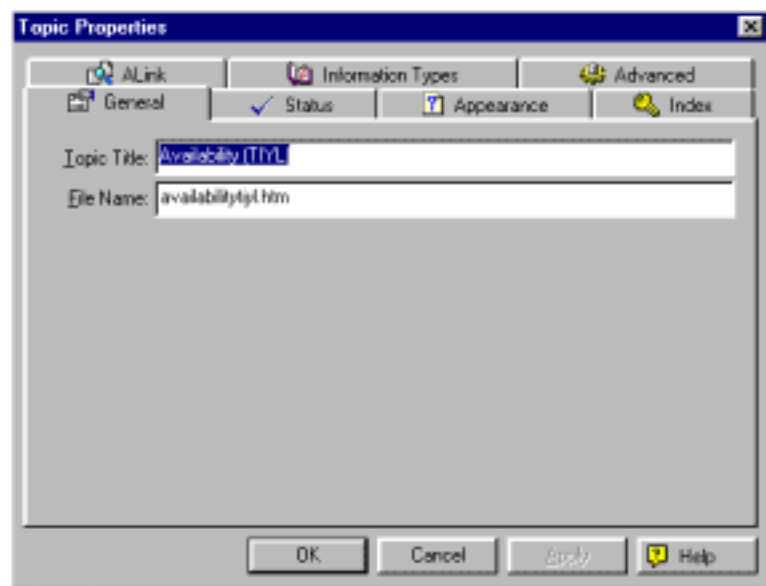 Topic Properties
ALink Information Types Advanced
General Status Appearance Index
Topic Title: Availability (TIYL)
File Name: availabilitytiyl.htm
OK Cancel Apply Help